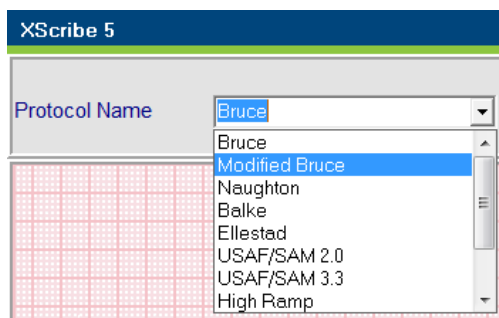 XScribe 5
Protocol Name Bruce
Bruce
Modified Bruce
Naughton
Balke
Ellestad
USAF/SAM 2.0
USAF/SAM 3.3
High Ramp